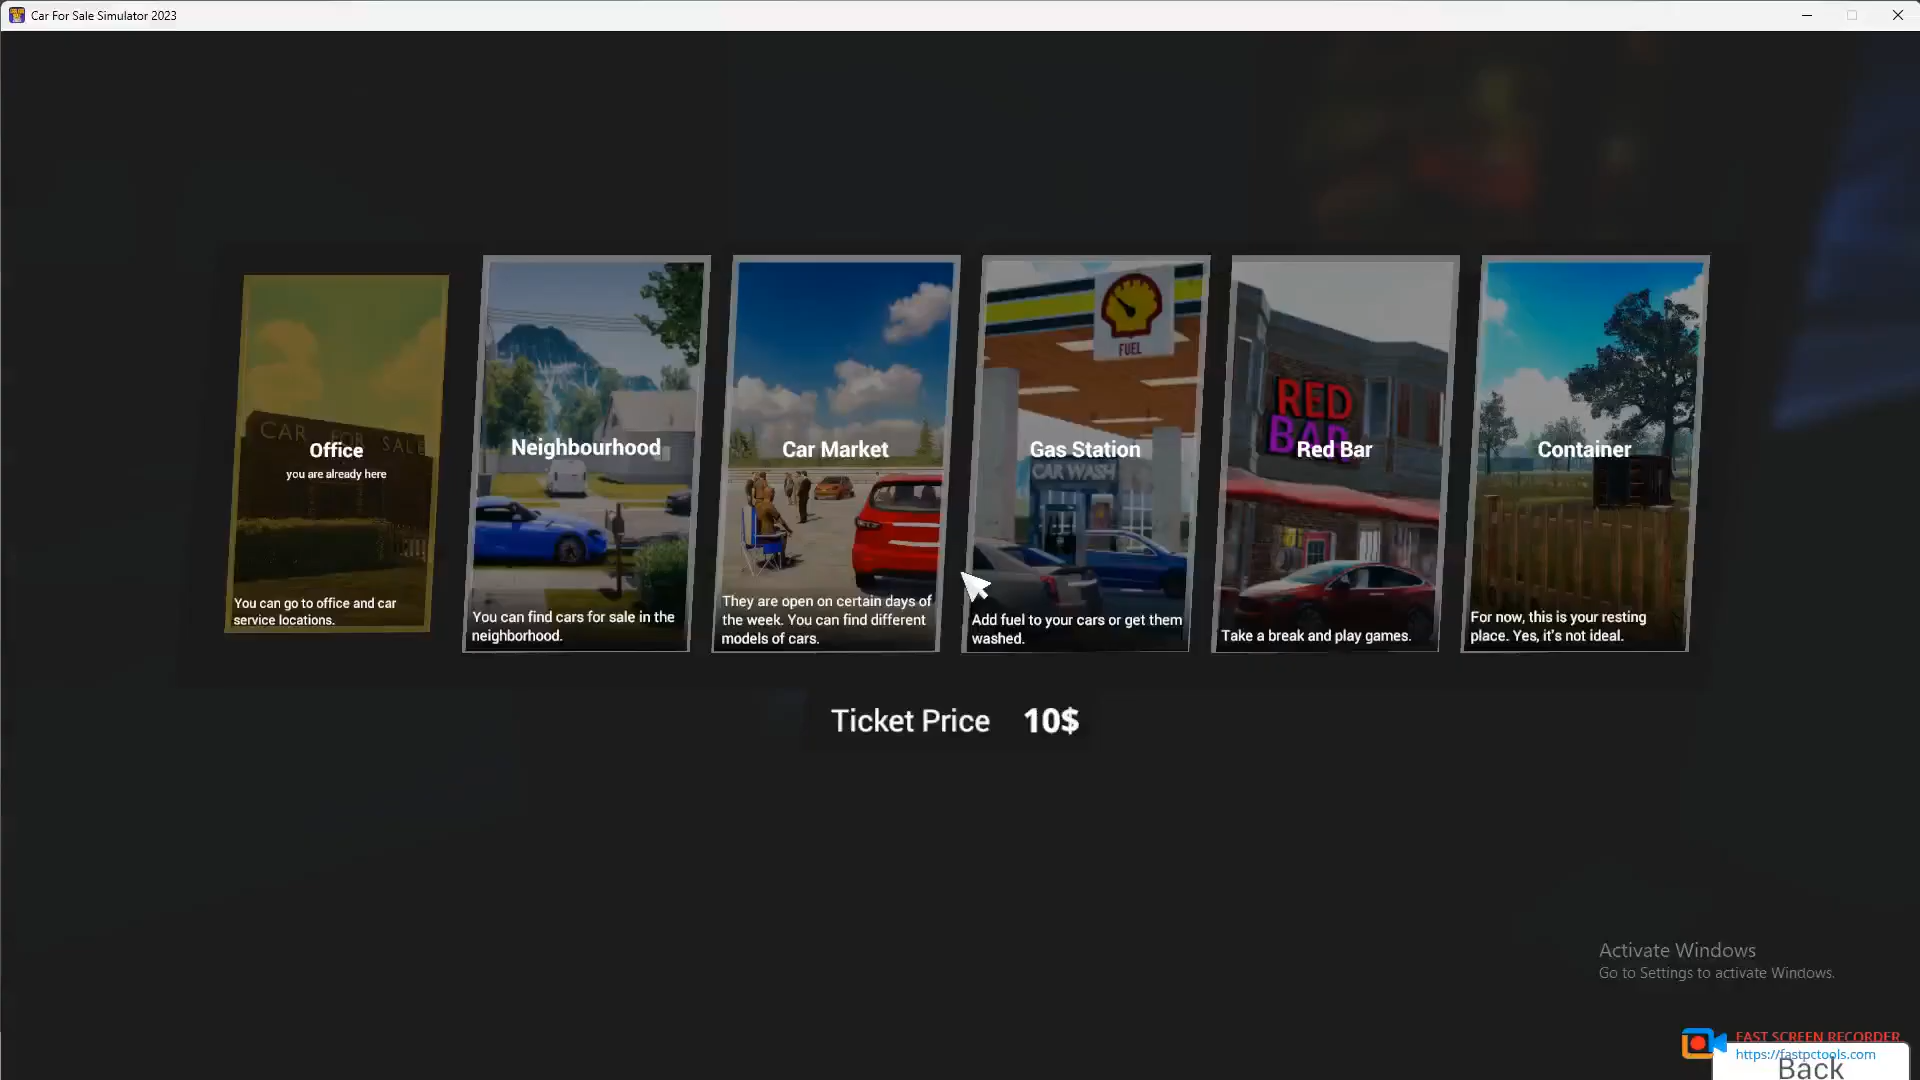 Car For Sale Simulator 2023
CAR FOR SALE
Office
you are already here
You can go to office and car
service locations.
Neighbourhood
You can find cars for sale in the
neighborhood.
Car Market
They are open on certain days of
the week. You can find different
models of cars.
FUEL
Gas Station
CAR WASH
Add fuel to your cars or get them
washed.
RED
BAR
Red Bar
Take a break and play games.
Container
For now, this is your resting
place. Yes, it's not ideal.
Ticket Price 10$
Activate Windows
Go to Settings to activate Windows.
FAST SCREEN RECORDER
https://fastpctools.com
Back